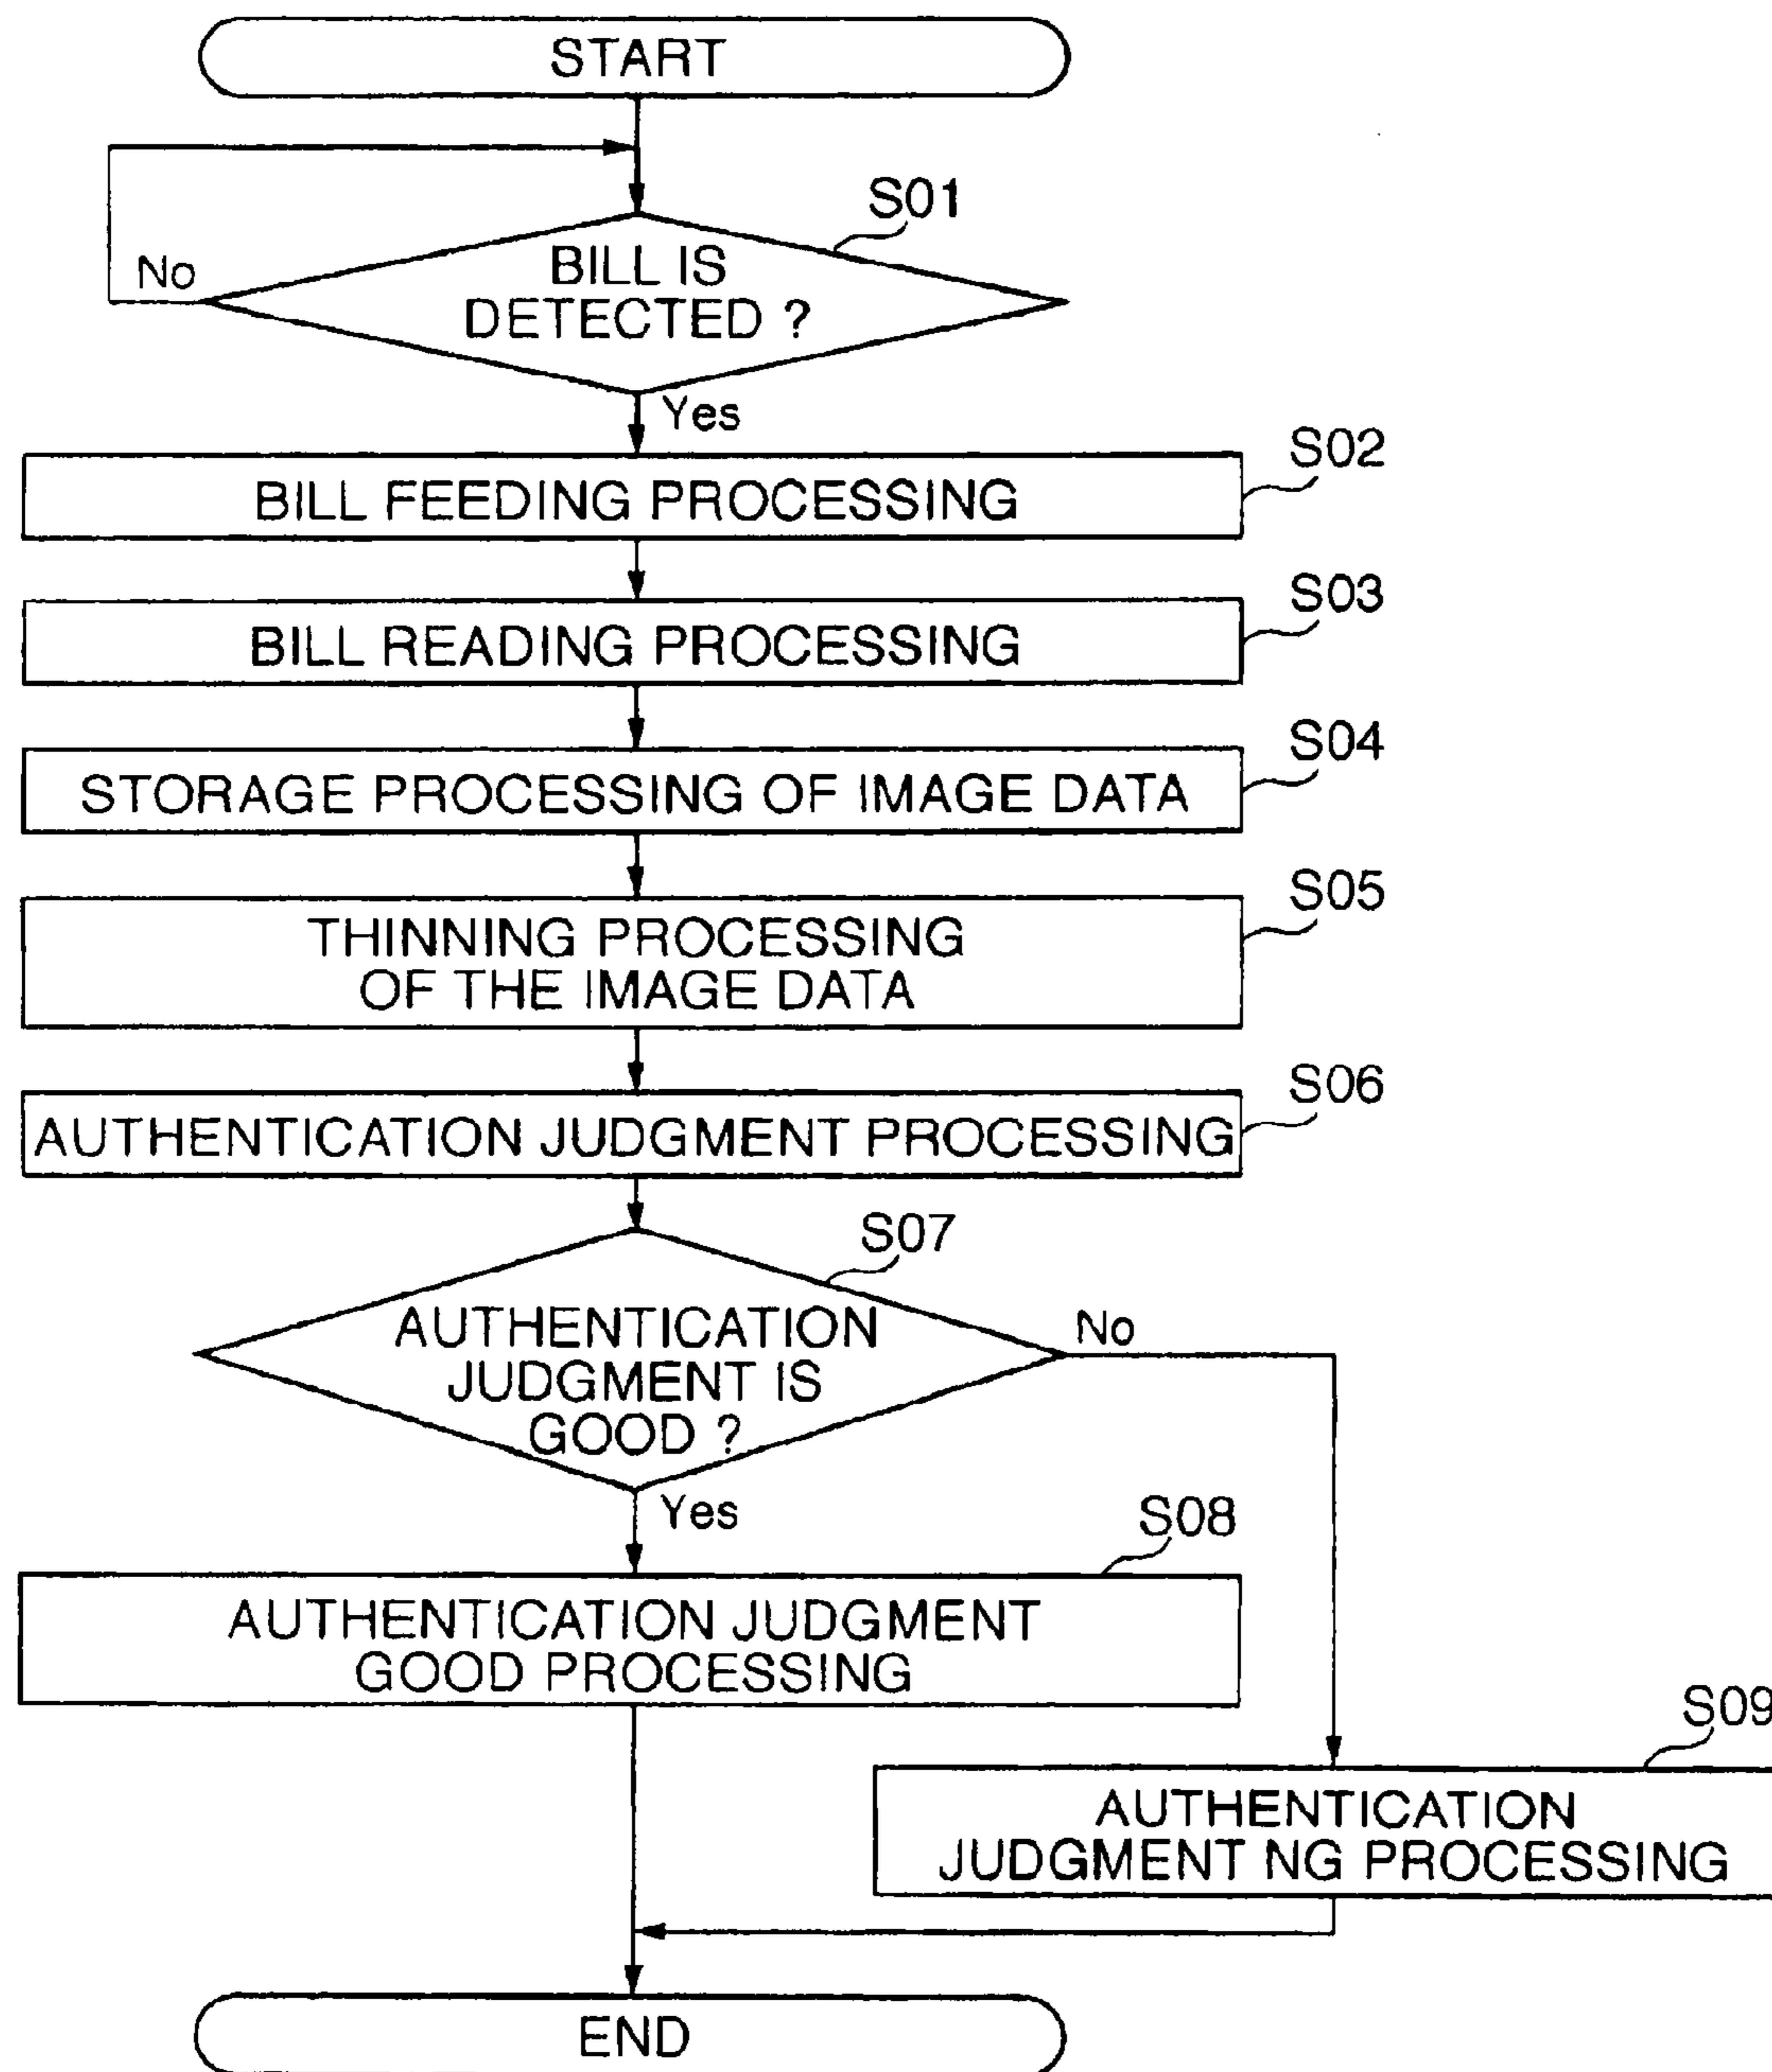 START
S01
BILL IS
DETECTED ?
No
Yes
S02
BILL FEEDING PROCESSING
S03
BILL READING PROCESSING
S04
STORAGE PROCESSING OF IMAGE DATA
S05
THINNING PROCESSING
OF THE IMAGE DATA
S06
AUTHENTICATION JUDGMENT PROCESSING
S07
AUTHENTICATION
JUDGMENT IS
GOOD ?
No
Yes
S08
AUTHENTICATION JUDGMENT
GOOD PROCESSING
S09
AUTHENTICATION
JUDGMENT NG PROCESSING
END